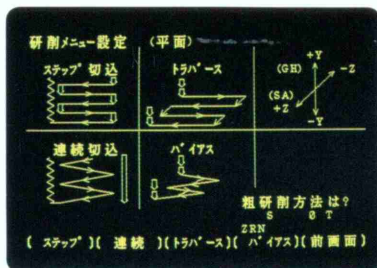 研削メニュー設定 (平面)
ステップ切込
トラバース
+Y
(GH)
-Z
(SA)
+Z
-Y
連続切込
バイアス
粗研削方法は?
S 0 T
ZRN
( ステップ )( 連続 )(トラバース)( バイアス)(前画面)